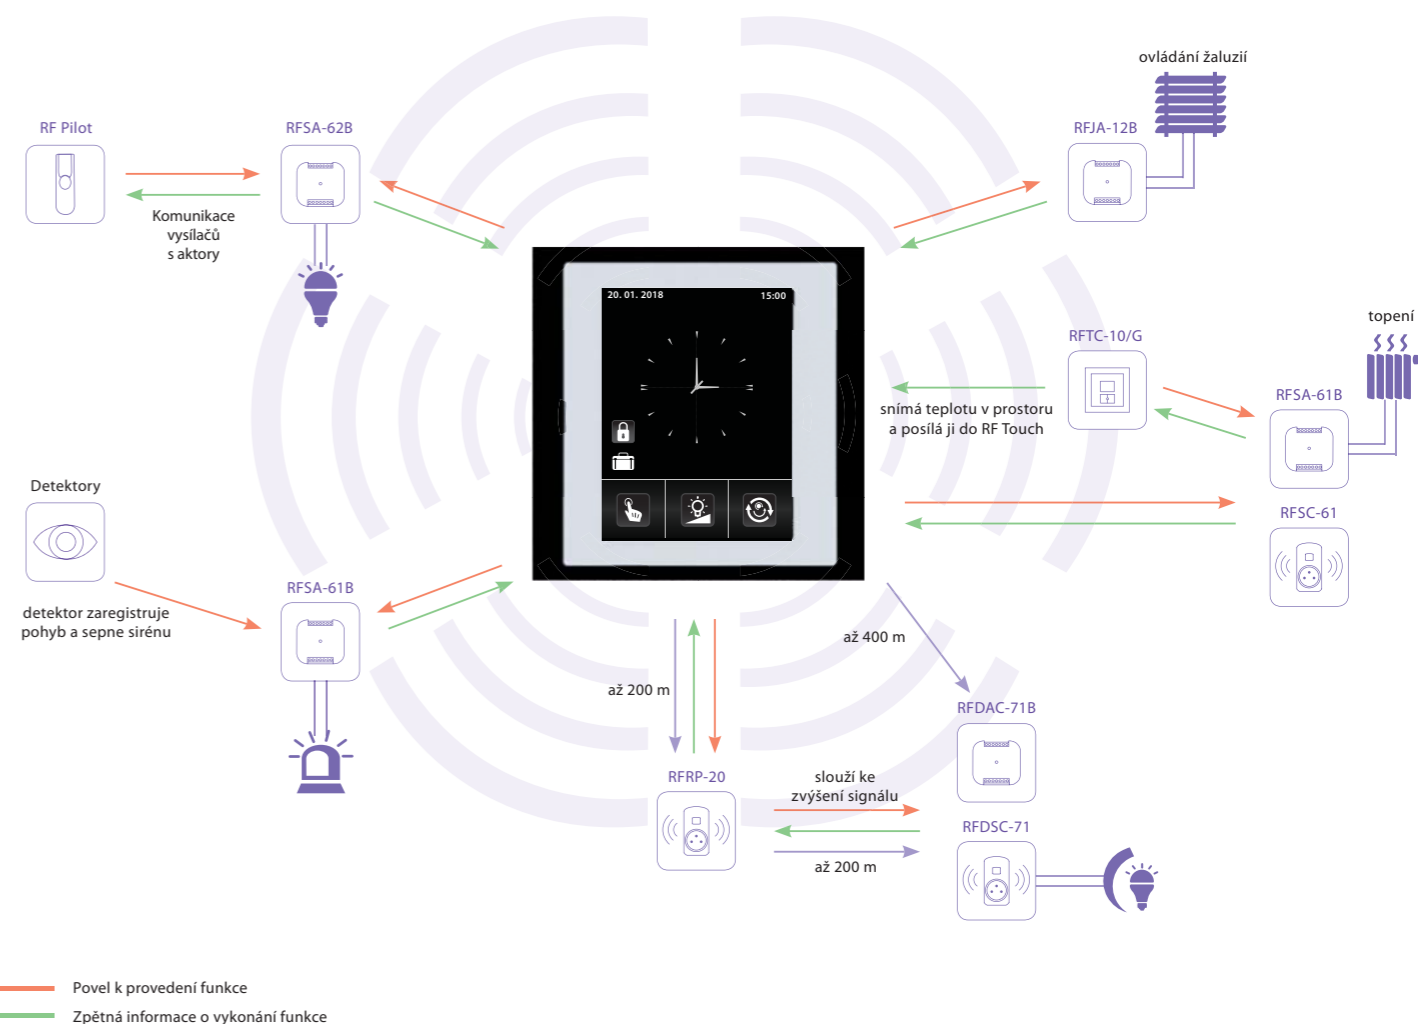 ovládání žaluzií
RF Pilot
RFSA-62B
RFJA-12B
Komunikace
vysílačů
s aktory
20. 01. 2018
15:00
topení
RFTC-10/G
RFSA-61B
snímá teplotu v prostoru
a posílá ji do RF Touch
Detektory
RFSC-61
RFSA-61B
detektor zaregistruje
pohyb a sepne sirénu
až 400 m
až 200 m
RFDAC-71B
RFRP-20
slouží ke
zvýšení signálu
RFDSC-71
až 200 m
Povel k provedení funkce
Zpětná informace o vykonání funkce